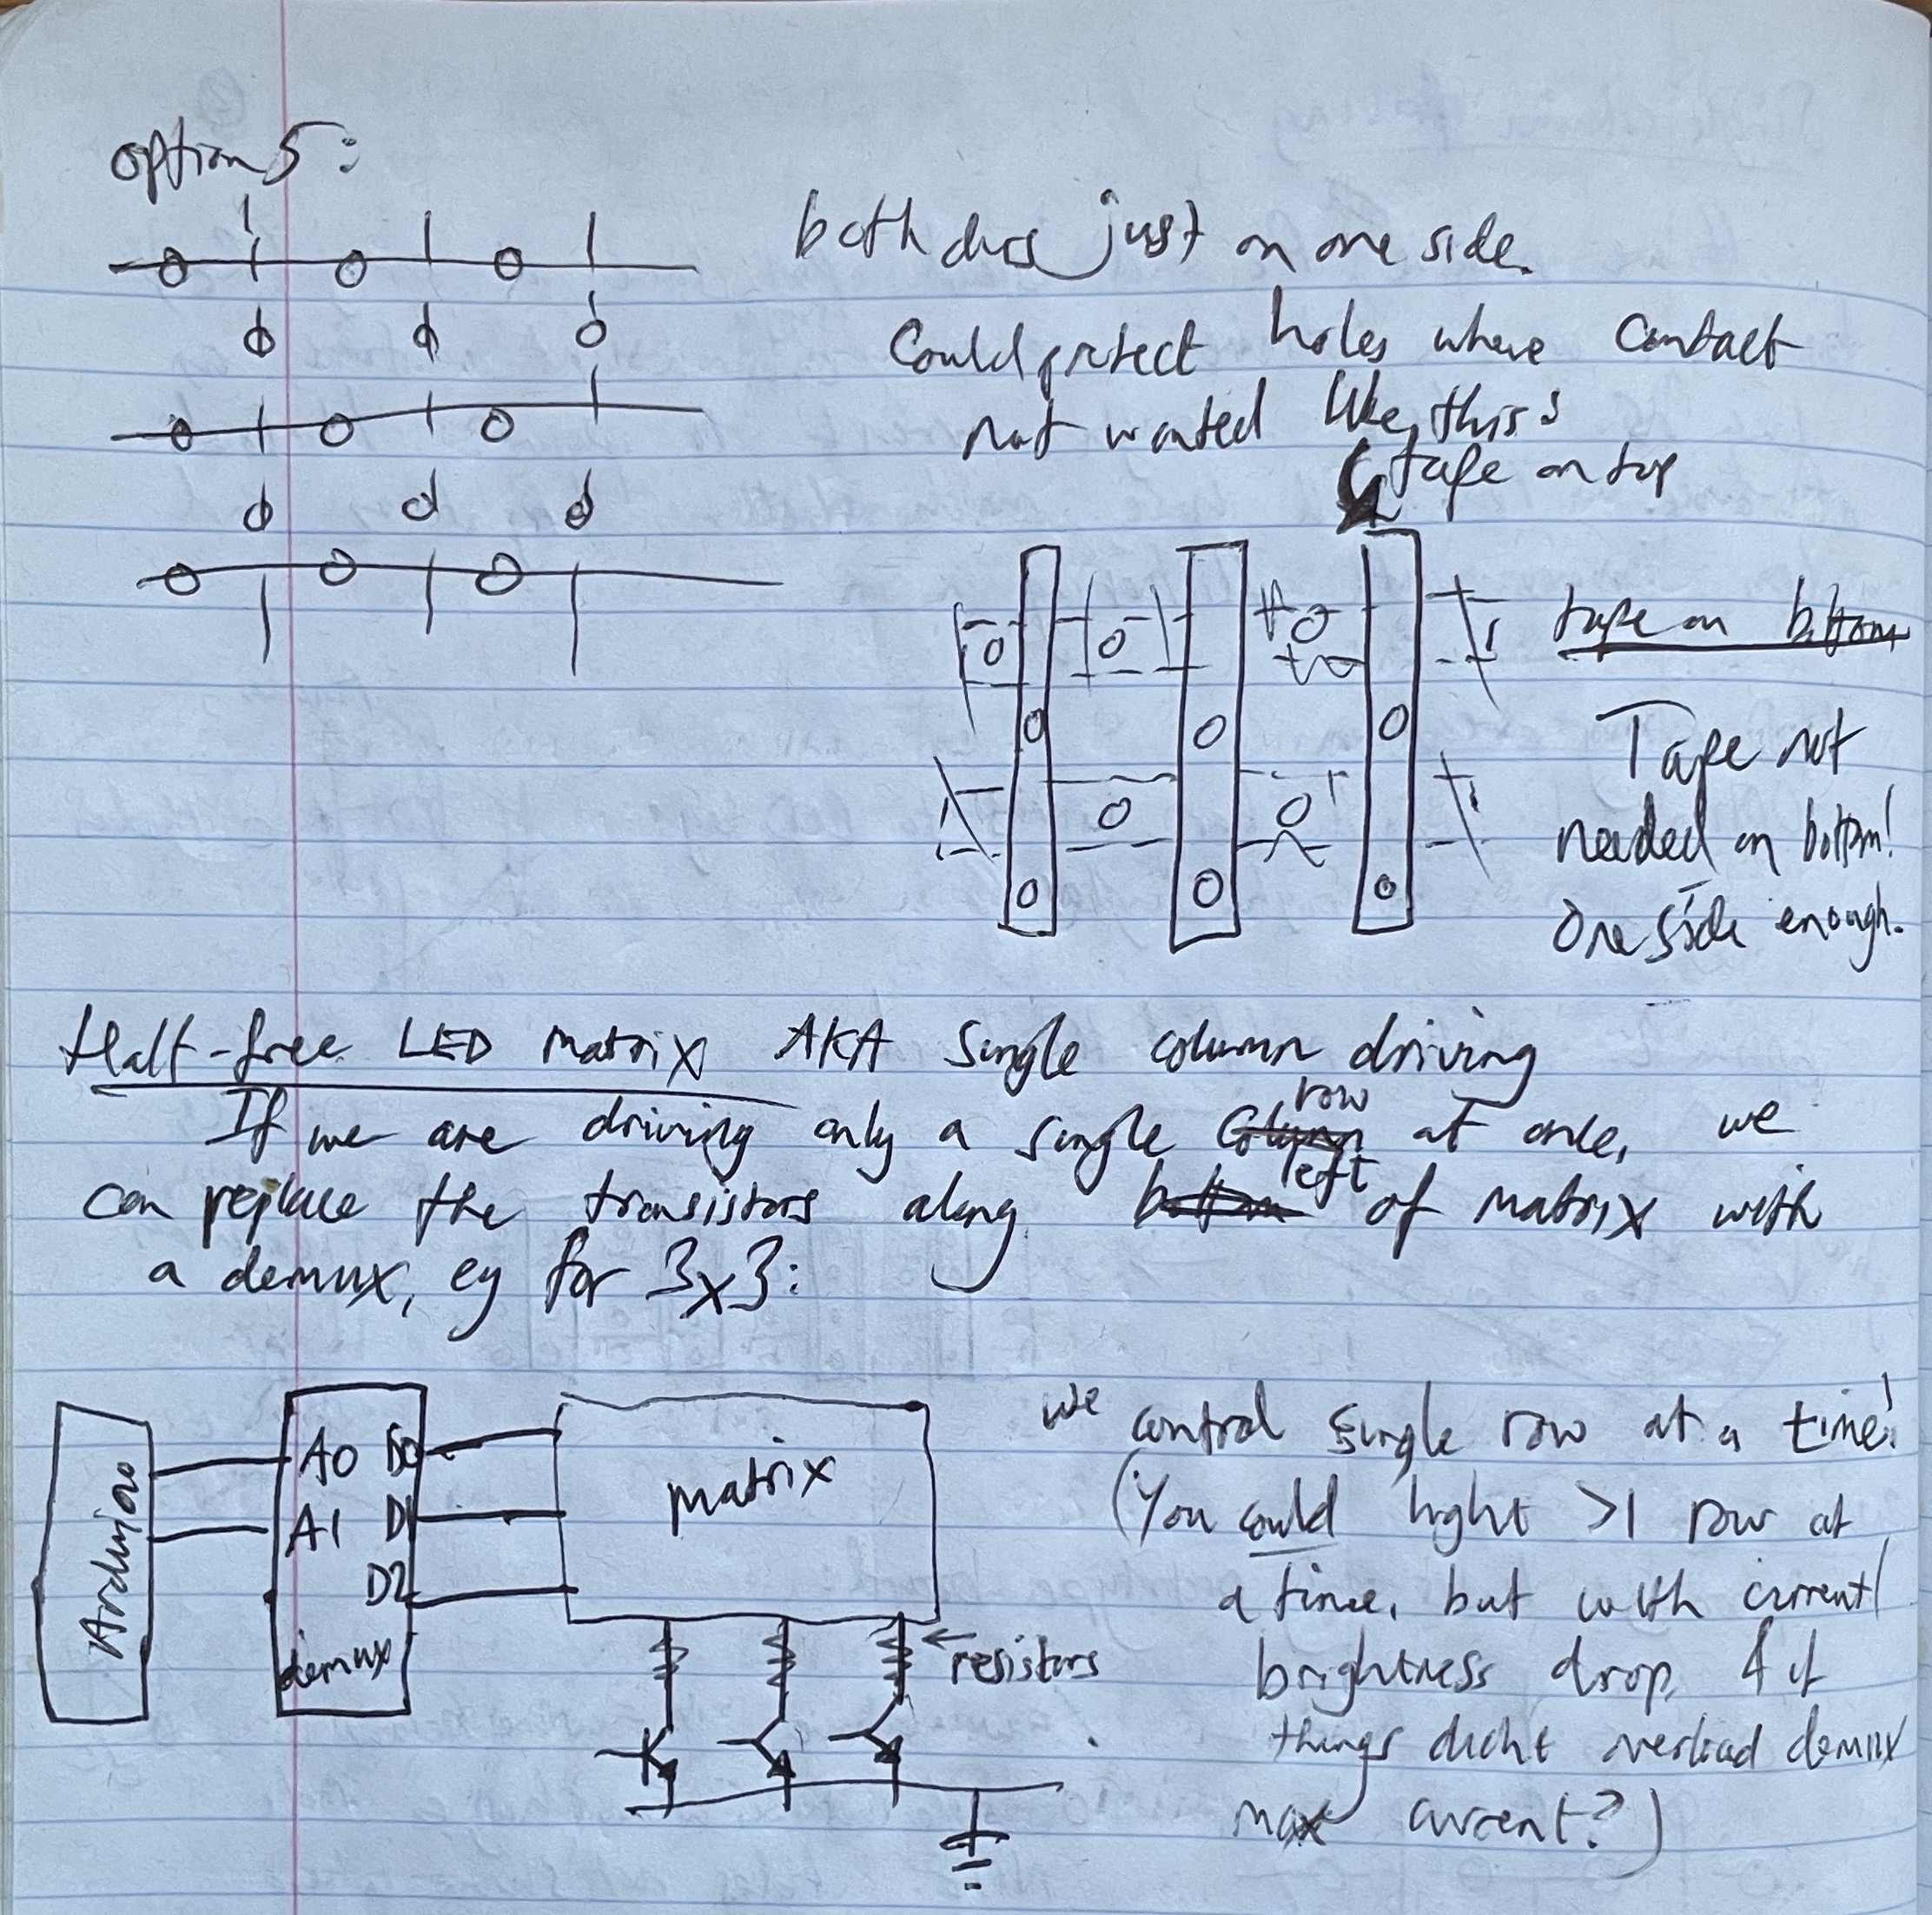 option 5:
both dirs just on one side.
Could protect holes where contact
not wanted like this:
tape on top
tape on bottom
Tape not
needed on bottom!
One side enough.
Half-free LED matrix AKA Single column driving
If we are driving only a single column row at once, we
can replace the transistors along bottom left of matrix with
a demux, eg for 3x3:
Arduino
A0 D0
A1 D1
D2
demux
matrix
resistors
we control single row at a time!
(You could light >1 row at
a time, but with current/
brightness drop, & if
things didn't overload demux
max current?)